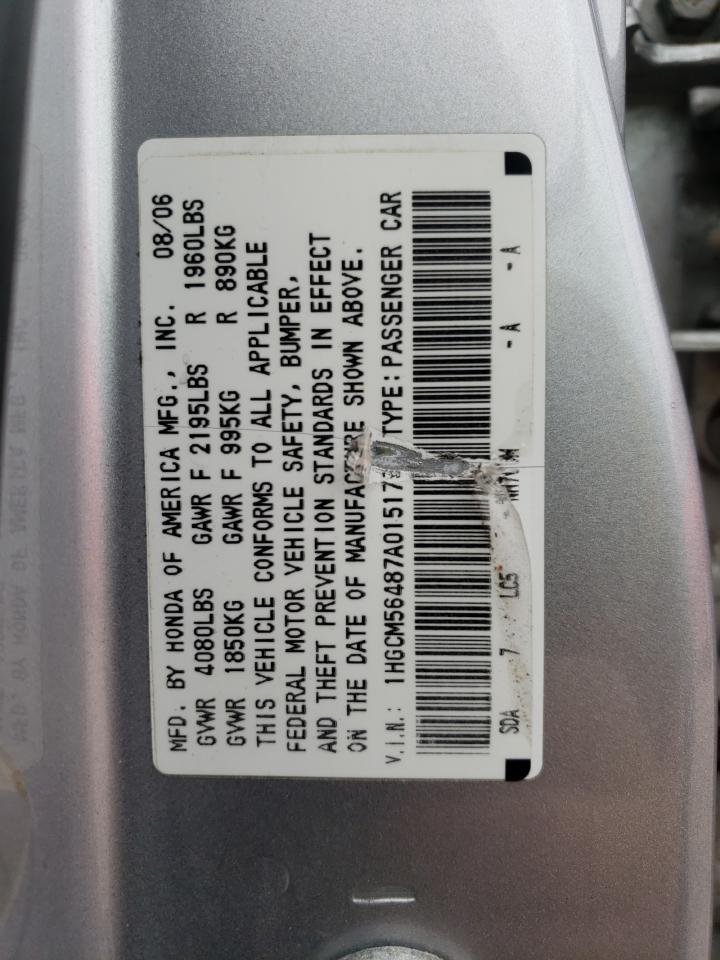 MFD. BY HONDA OF AMERICA MFG., INC. 08/06
GVWR 4080LBS GAWR F 2195LBS R 1960LBS
GVWR 1850KG GAWR F 995KG R 890KG
THIS VEHICLE CONFORMS TO ALL APPLICABLE
FEDERAL MOTOR VEHICLE SAFETY, BUMPER,
AND THEFT PREVENTION STANDARDS IN EFFECT
ON THE DATE OF MANUFACTURE SHOWN ABOVE.
V.I.N.: TYPE: PASSENGER CAR
SDA 7 LC5 - A - A